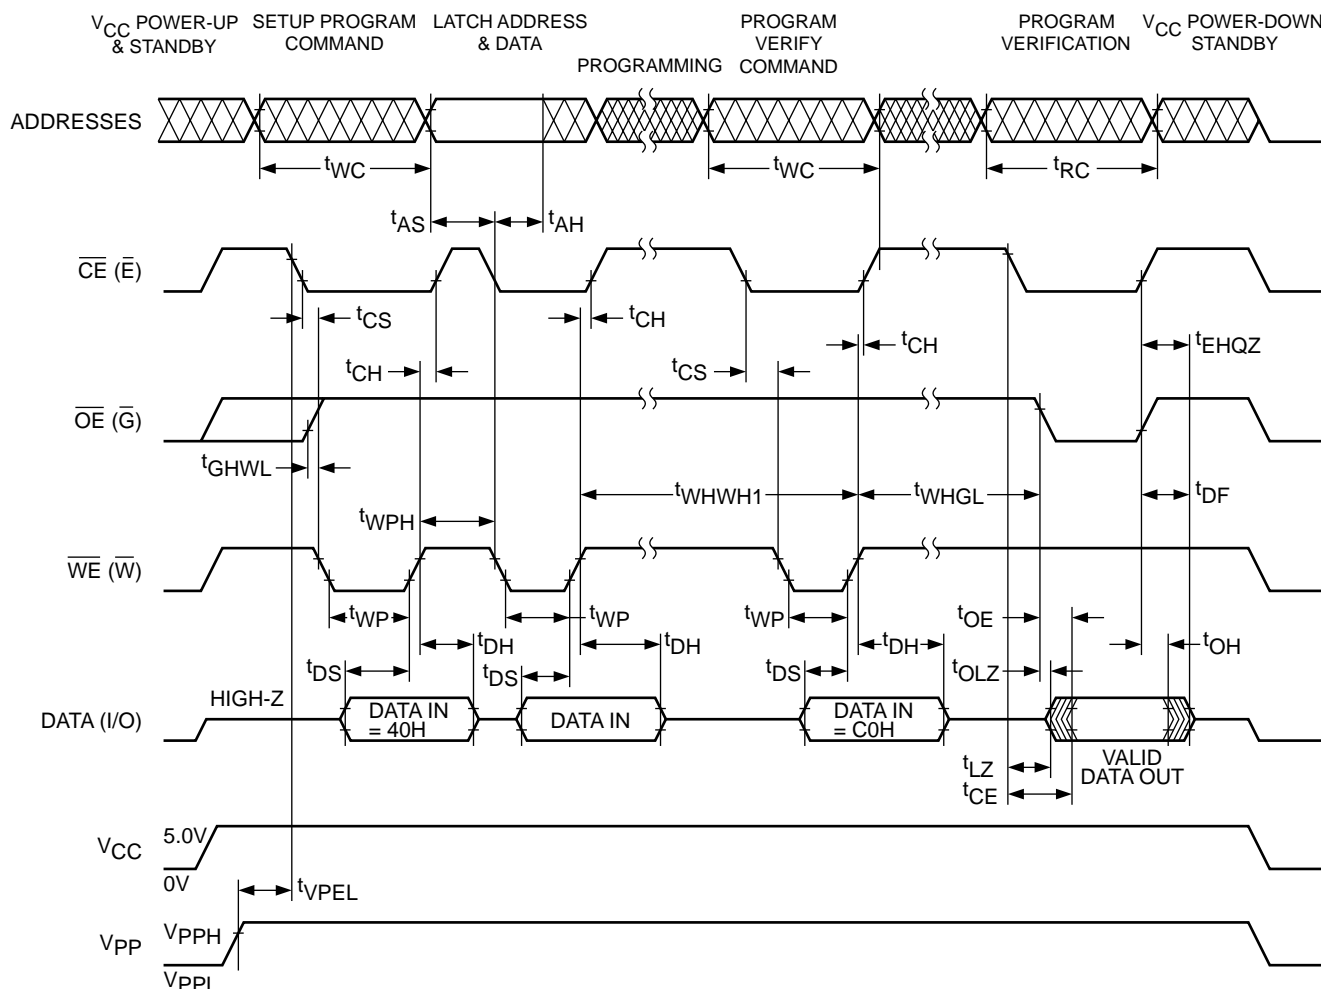 VCC POWER-UP & STANDBY
SETUP PROGRAM COMMAND
LATCH ADDRESS & DATA
PROGRAMMING
PROGRAM VERIFY COMMAND
PROGRAM VERIFICATION
VCC POWER-DOWN STANDBY
ADDRESSES
tWC
tWC
tRC
tAS
tAH
CE (E)
tCS
tCH
tCH
tCS
tCH
tEHQZ
OE (G)
tGHWL
tWPH
tWHWH1
tWHGL
tDF
WE (W)
tWP
tWP
tWP
tOE
tDH
tDH
tDH
tOH
tDS
tDS
tDS
tOLZ
DATA (I/O)
HIGH-Z
DATA IN
= 40H
DATA IN
DATA IN
= C0H
VALID
DATA OUT
tLZ
tCE
VCC
5.0V
0V
tVPEL
VPP
VPPH
VPPL